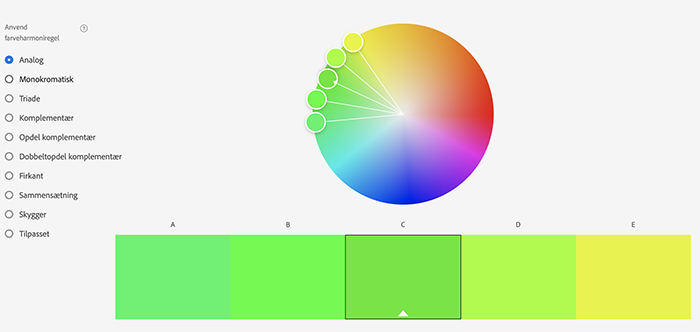 Anvend
farveharmoniregel
Analog
Monokromatisk
Triade
Komplementær
Opdel komplementær
Dobbeltopdel komplementær
Firkant
Sammensætning
Skygger
Tilpasset
A B C D E